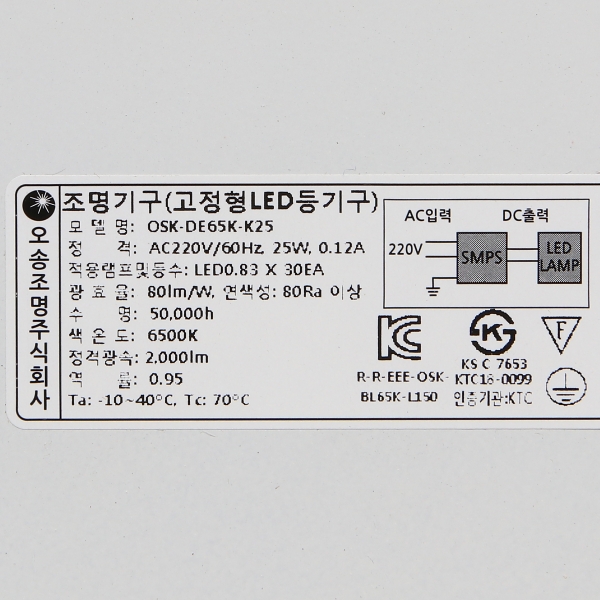 오송조명주식회사
조명기구(고정형LED등기구)
모 델 명: OSK-DE65K-K25
정 격: AC220V/60Hz, 25W, 0.12A
적용램프및등수: LED0.83 X 30EA
광 효 율: 80lm/W, 연색성: 80Ra 이상
수 명: 50,000h
색 온 도: 6500K
정격광속: 2,000lm
역 률: 0.95
Ta: -10~40°C, Tc: 70°C
AC입력 DC출력
220V SMPS LED
LAMP
KC K F
KS C 7653
R-R-EEE-OSK-
BL65K-L150
KTC18-0099
인증기관:KTC